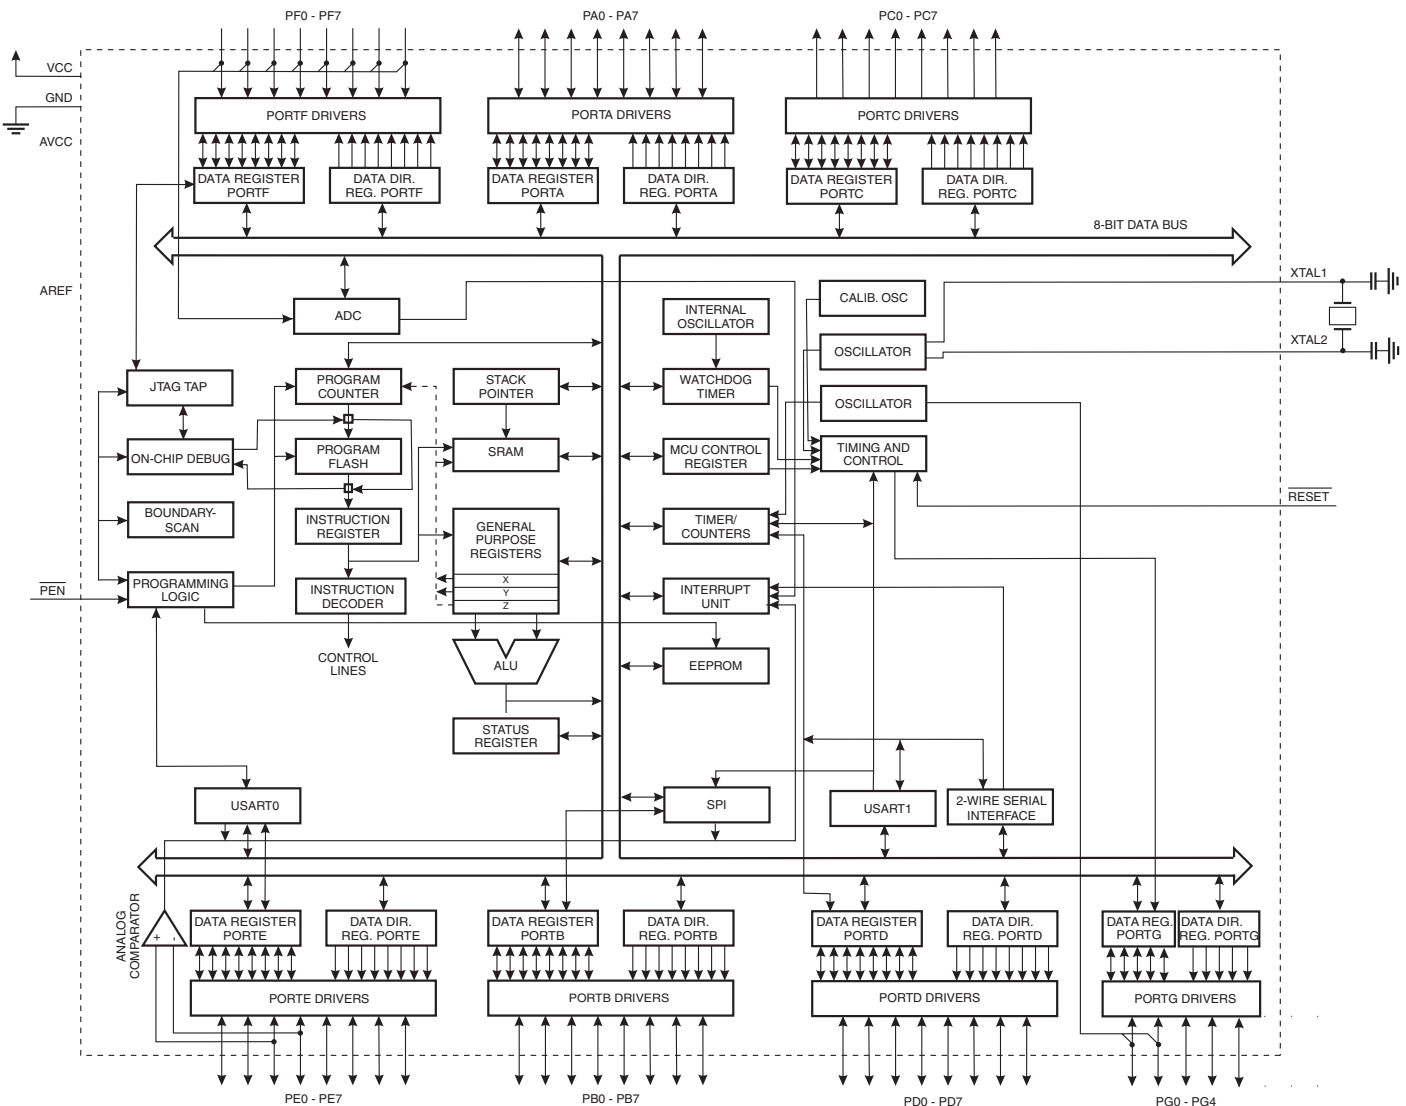 PF0 - PF7
PA0 - PA7
PC0 - PC7
VCC
GND
AVCC
PORTF DRIVERS
PORTA DRIVERS
PORTC DRIVERS
DATA REGISTER
PORTF
DATA DIR.
REG. PORTF
DATA REGISTER
PORTA
DATA DIR.
REG. PORTA
DATA REGISTER
PORTC
DATA DIR.
REG. PORTC
8-BIT DATA BUS
AREF
XTAL1
XTAL2
ADC
INTERNAL
OSCILLATOR
CALIB. OSC
OSCILLATOR
JTAG TAP
PROGRAM
COUNTER
STACK
POINTER
WATCHDOG
TIMER
OSCILLATOR
ON-CHIP DEBUG
PROGRAM
FLASH
SRAM
MCU CONTROL
REGISTER
TIMING AND
CONTROL
RESET
BOUNDARY-
SCAN
INSTRUCTION
REGISTER
GENERAL
PURPOSE
REGISTERS
X
Y
Z
TIMER/
COUNTERS
PEN
PROGRAMMING
LOGIC
INSTRUCTION
DECODER
INTERRUPT
UNIT
CONTROL
LINES
ALU
EEPROM
STATUS
REGISTER
USART0
SPI
USART1
2-WIRE SERIAL
INTERFACE
ANALOG
COMPARATOR
+
-
DATA REGISTER
PORTE
DATA DIR.
REG. PORTE
DATA REGISTER
PORTB
DATA DIR.
REG. PORTB
DATA REGISTER
PORTD
DATA DIR.
REG. PORTD
DATA REG.
PORTG
DATA DIR.
REG. PORTG
PORTE DRIVERS
PORTB DRIVERS
PORTD DRIVERS
PORTG DRIVERS
PE0 - PE7
PB0 - PB7
PD0 - PD7
PG0 - PG4